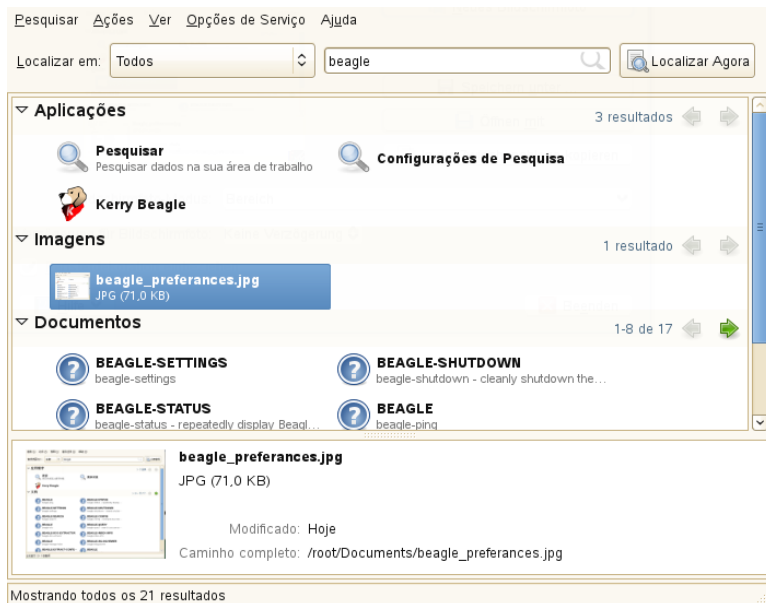 Pesquisar Ações Ver Opções de Serviço Ajuda
Localizar em: Todos beagle Localizar Agora
Aplicações 3 resultados
Pesquisar
Pesquisar dados na sua área de trabalho
Configurações de Pesquisa
Kerry Beagle
Imagens 1 resultado
beagle_preferances.jpg
JPG (71,0 KB)
Documentos 1-8 de 17
BEAGLE-SETTINGS
beagle-settings
BEAGLE-SHUTDOWN
beagle-shutdown - cleanly shutdown the...
BEAGLE-STATUS
beagle-status - repeatedly display Beagl...
BEAGLE
beagle-ping
beagle_preferances.jpg
JPG (71,0 KB)
Modificado: Hoje
Caminho completo: /root/Documents/beagle_preferances.jpg
Mostrando todos os 21 resultados